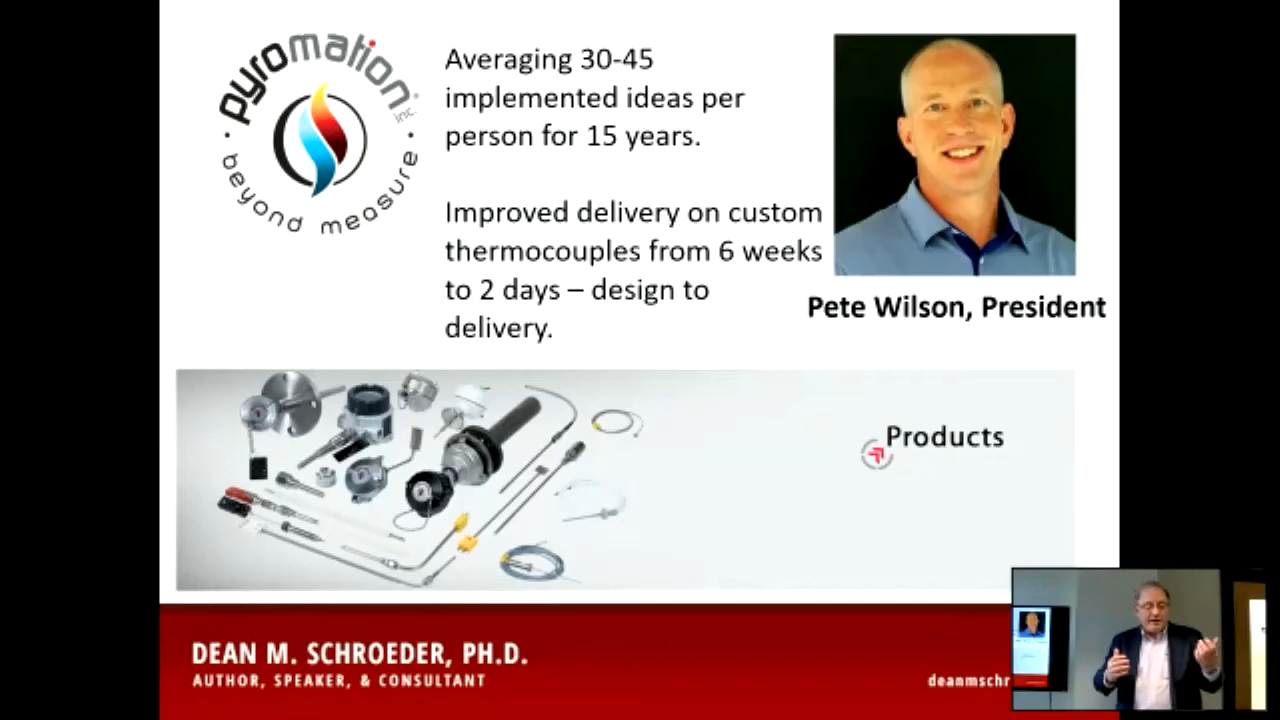 pyromation
inc.
beyond measure
Averaging 30-45
implemented ideas per
person for 15 years.
Improved delivery on custom
thermocouples from 6 weeks
to 2 days – design to
delivery.
Pete Wilson, President
Products
DEAN M. SCHROEDER, PH.D.
AUTHOR, SPEAKER, & CONSULTANT
deanmschr